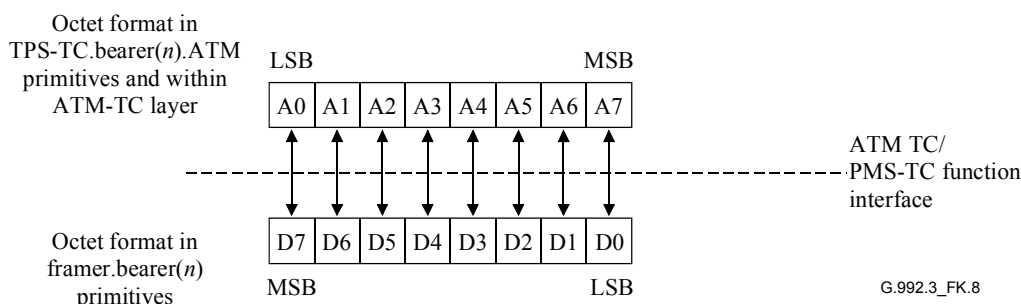 Octet format in
TPS-TC.bearer(n).ATM
primitives and within
ATM-TC layer
LSB MSB
A0 A1 A2 A3 A4 A5 A6 A7
ATM TC/
PMS-TC function
interface
D7 D6 D5 D4 D3 D2 D1 D0
MSB LSB
Octet format in
framer.bearer(n)
primitives
G.992.3_FK.8